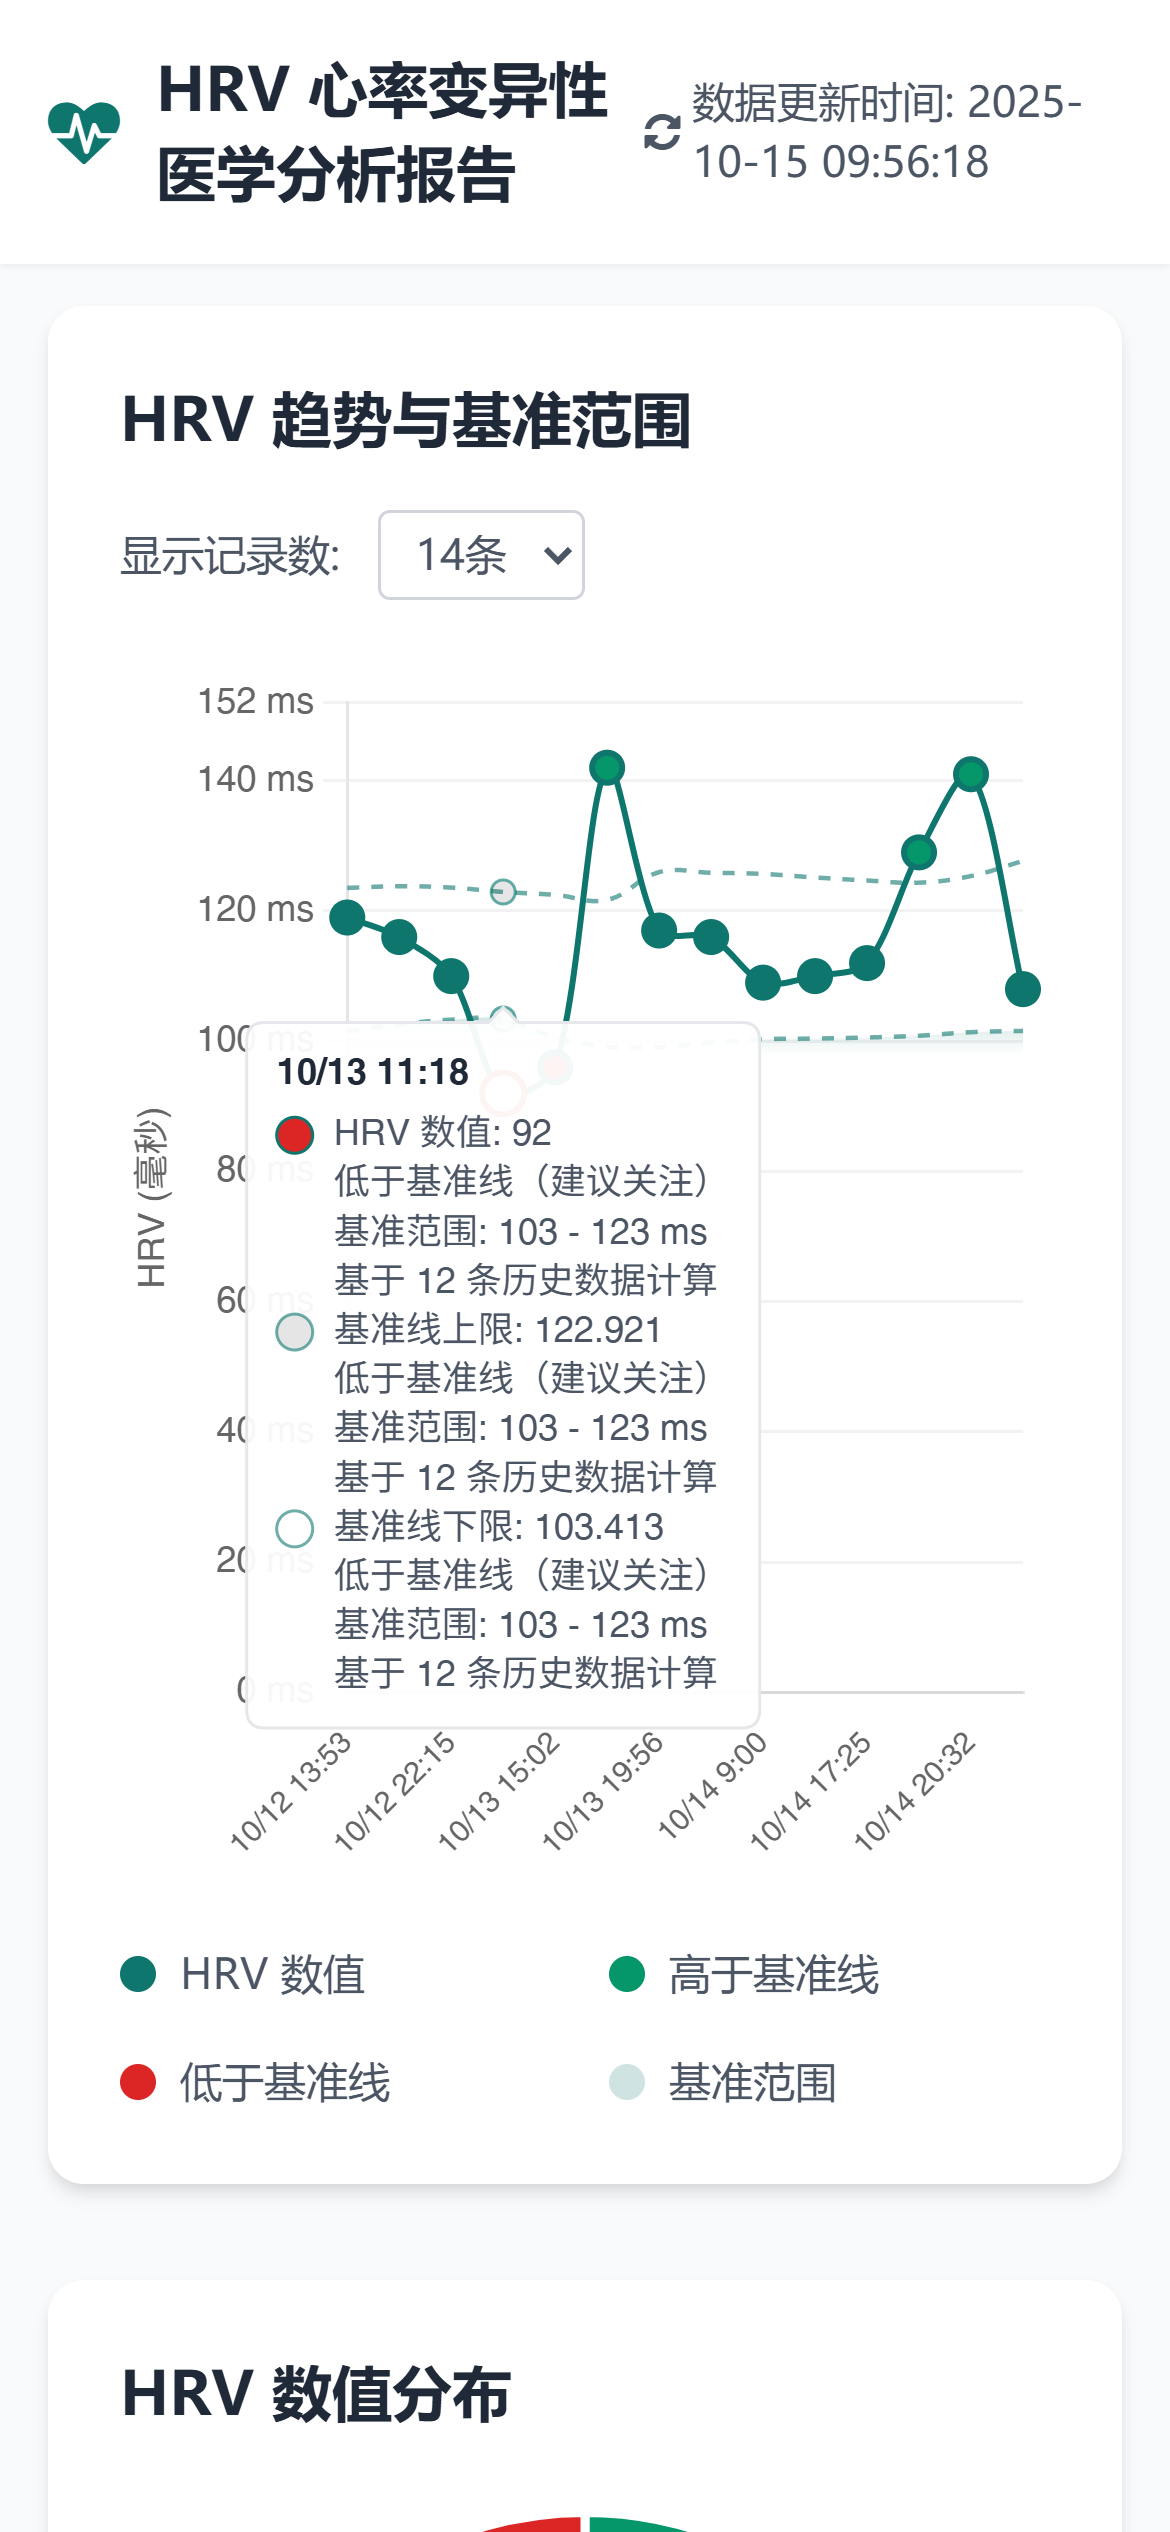 HRV 心率变异性
医学分析报告
数据更新时间: 2025-
10-15 09:56:18
HRV 趋势与基准范围
显示记录数:
14条
152 ms
140 ms
120 ms
100 ms
80 ms
60 ms
40 ms
20 ms
0 ms
HRV (毫秒)
10/13 11:18
HRV 数值: 92
低于基准线（建议关注）
基准范围: 103 - 123 ms
基于 12 条历史数据计算
基准线上限: 122.921
低于基准线（建议关注）
基准范围: 103 - 123 ms
基于 12 条历史数据计算
基准线下限: 103.413
低于基准线（建议关注）
基准范围: 103 - 123 ms
基于 12 条历史数据计算
10/12 13:53
10/12 22:15
10/13 15:02
10/13 19:56
10/14 9:00
10/14 17:25
10/14 20:32
HRV 数值
高于基准线
低于基准线
基准范围
HRV 数值分布